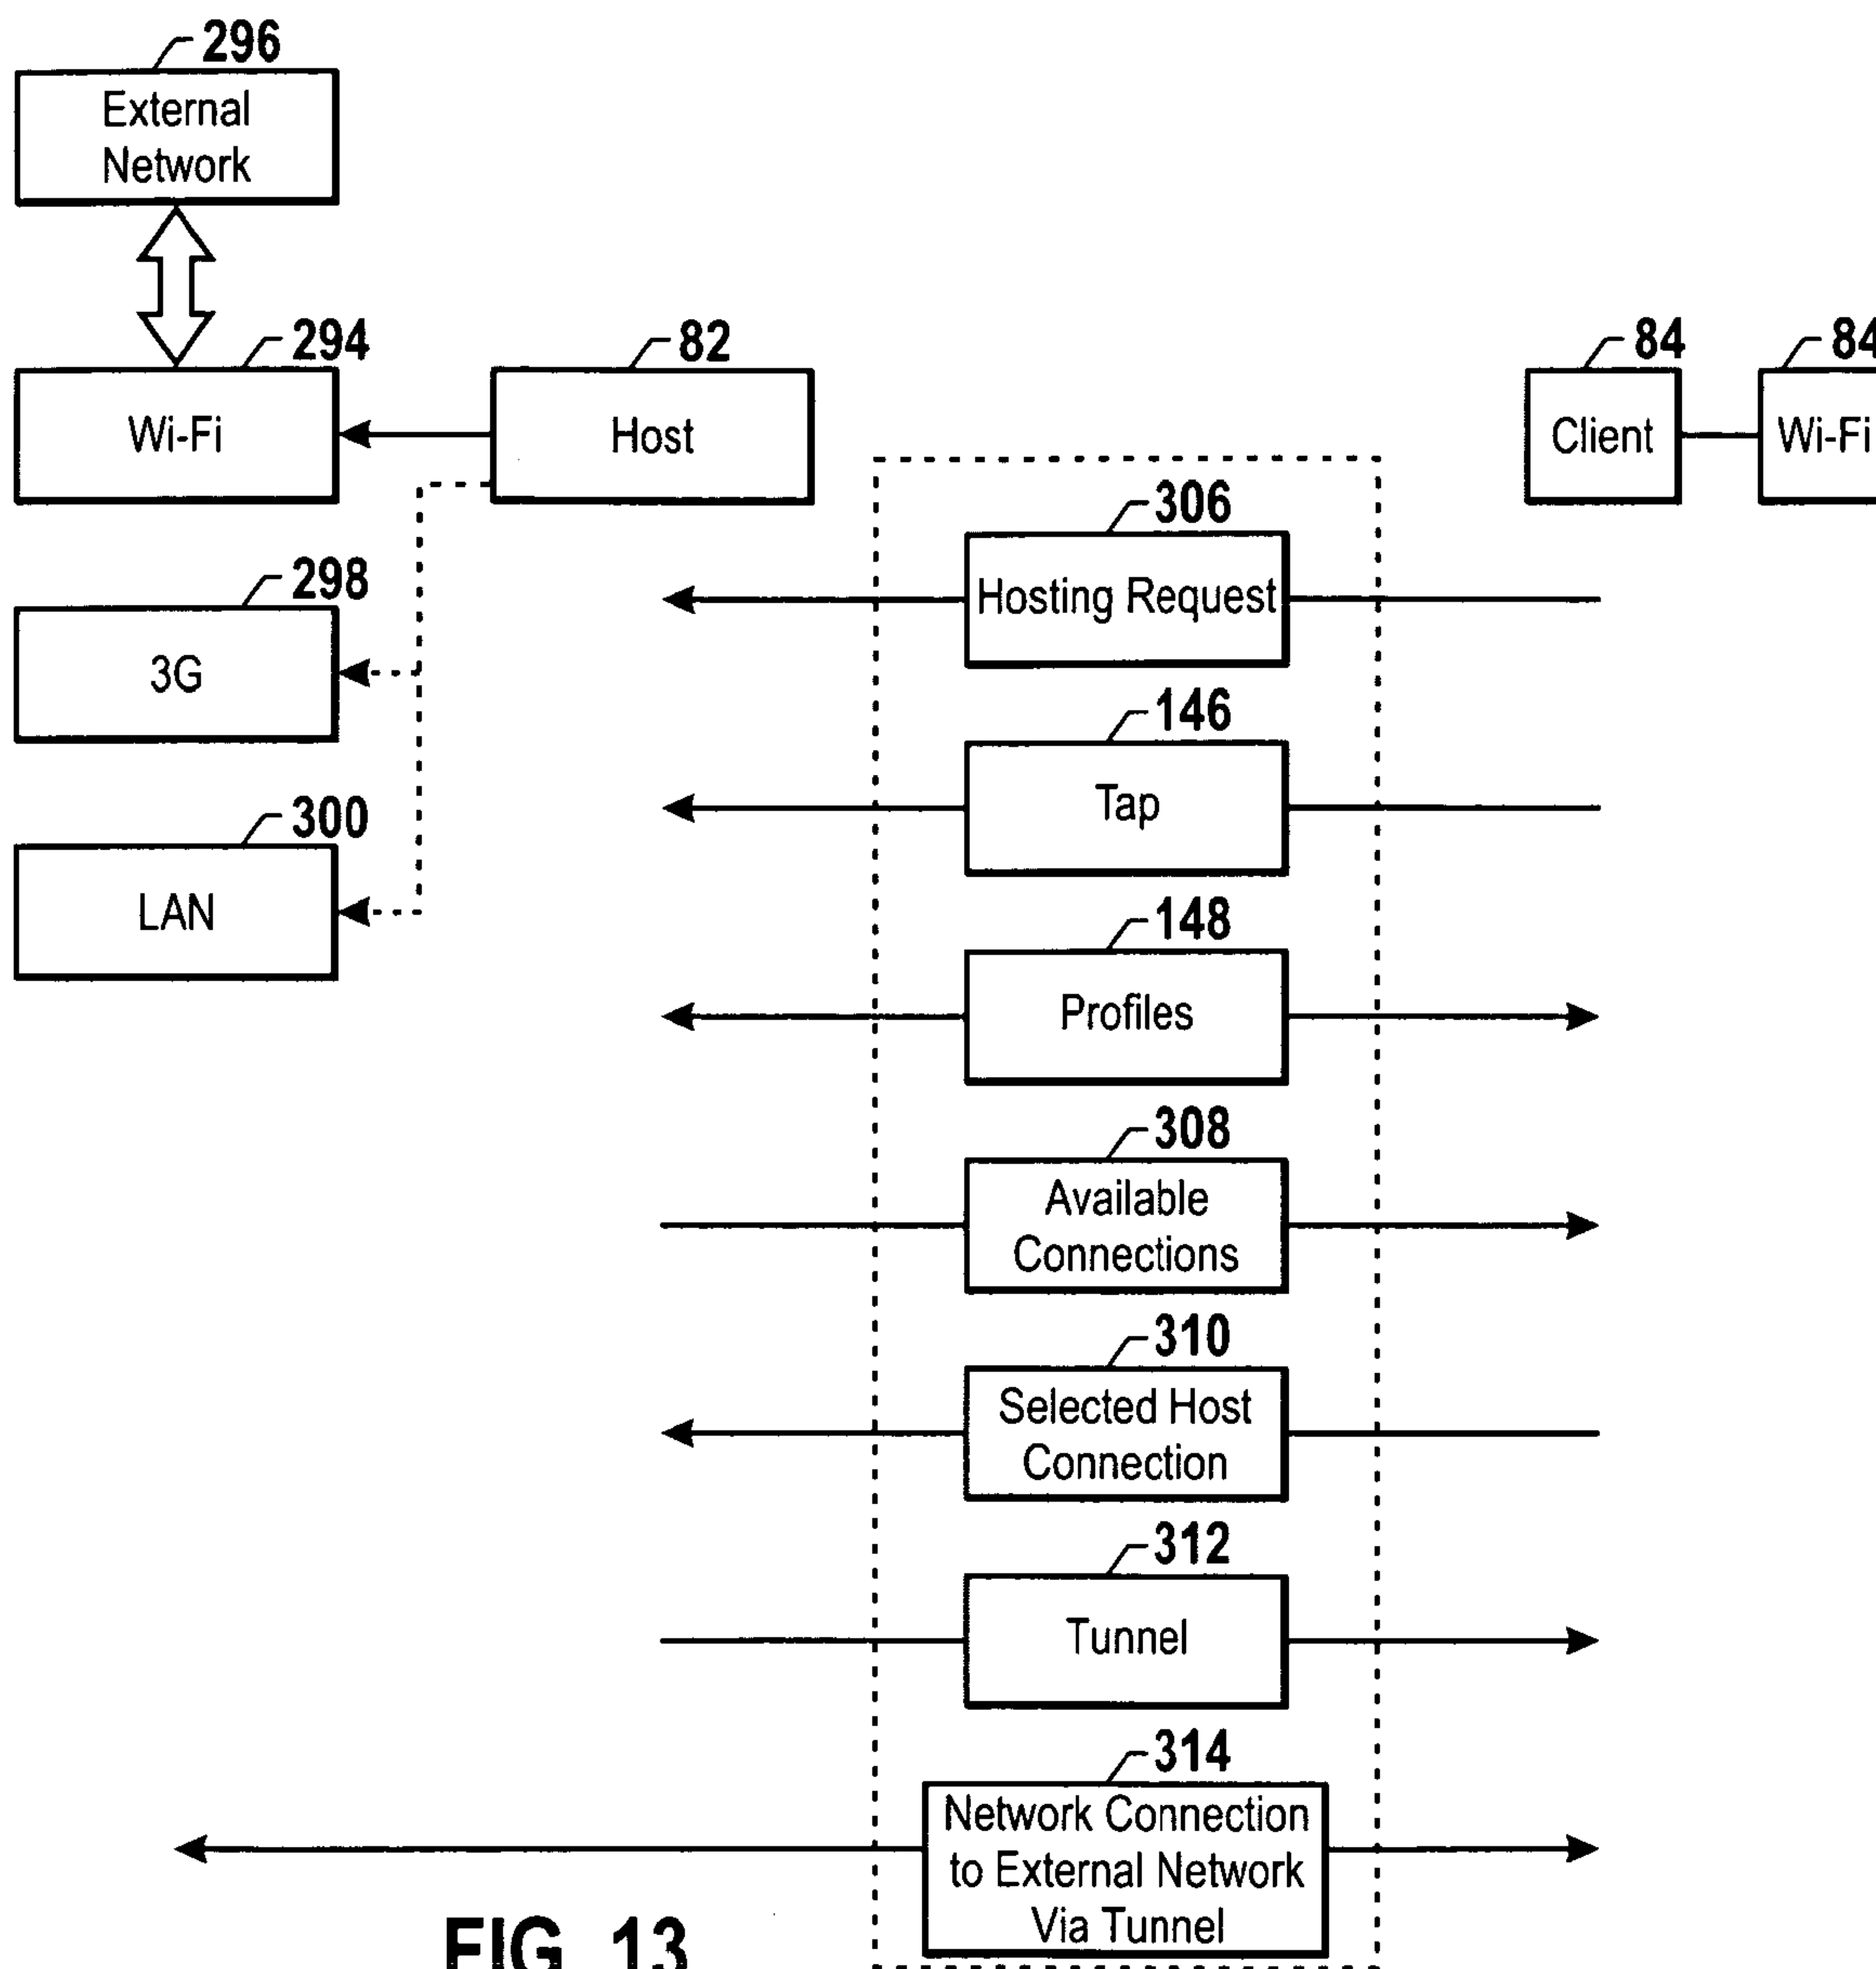 296
External
Network
294
Wi-Fi
82
Host
84
Client
84
Wi-Fi
298
3G
300
LAN
306
Hosting Request
146
Tap
148
Profiles
308
Available
Connections
310
Selected Host
Connection
312
Tunnel
314
Network Connection
to External Network
Via Tunnel
FIG. 13